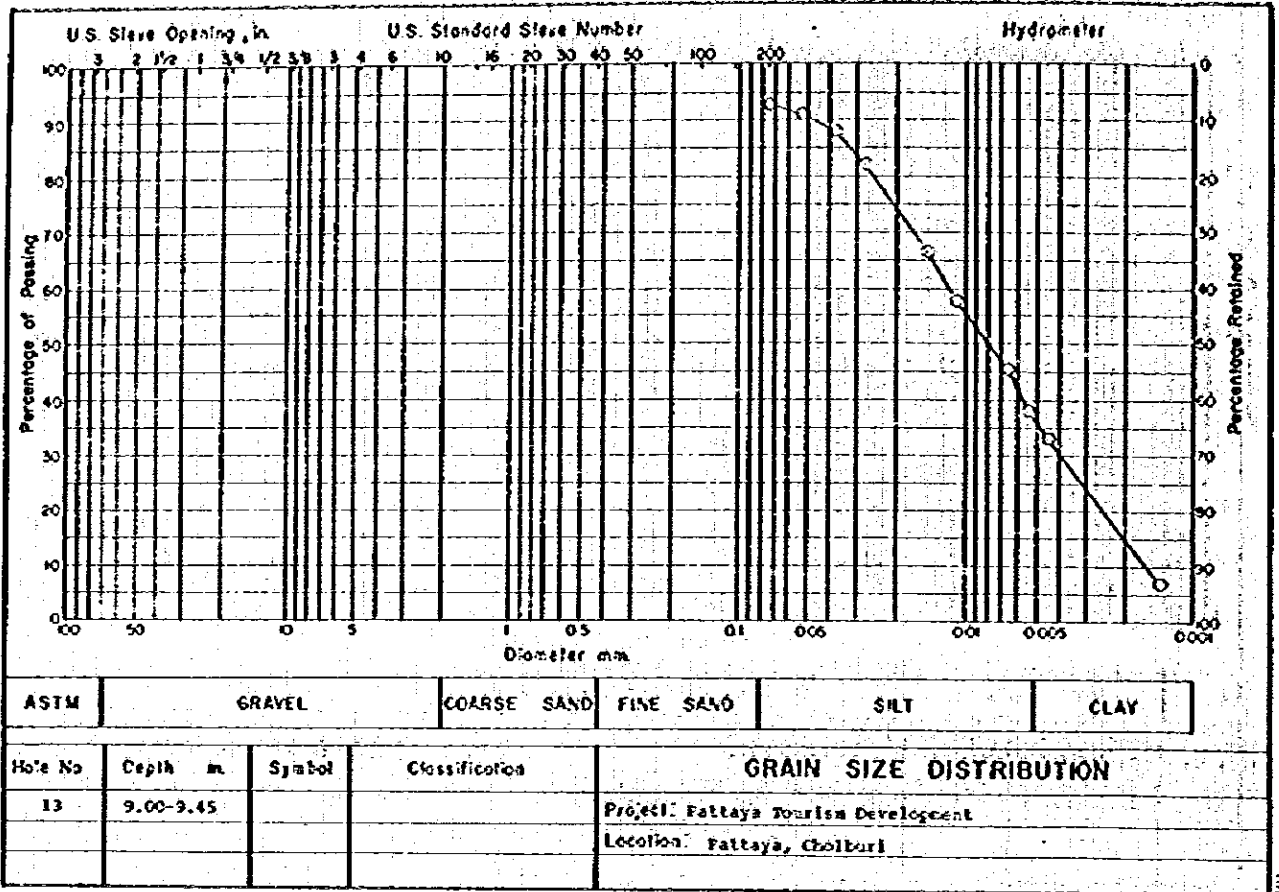 U.S. Sieve Opening, in.   U.S. Standard Sieve Number   Hydrometer
3 2 1 1/2 1 3/4 1/2 3/8 3 4 6 10 16 20 30 40 50 100 200
100 90 80 70 60 50 40 30 20 10 0
Percentage of Passing
0 10 20 30 40 50 60 70 80 90 100
Percentage Retained
100 50 10 5 1 0.5 0.1 0.05 0.01 0.005 0.001
Diameter mm.
ASTM   GRAVEL   COARSE SAND   FINE SAND   SILT   CLAY
Hole No   Depth m.   Symbol   Classification   GRAIN SIZE DISTRIBUTION
13   9.00-9.45   Project: Pattaya Tourism Development
Location: Pattaya, Cholburi